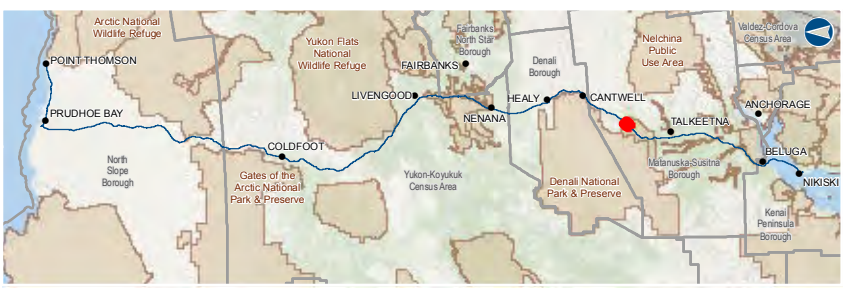 Arctic National
Wildlife Refuge
POINT THOMSON
PRUDHOE BAY
North
Slope
Borough
COLDFOOT
Gates of the
Arctic National
Park & Preserve
Yukon Flats
National
Wildlife Refuge
LIVENGOOD
Fairbanks
North Star
Borough
FAIRBANKS
NENANA
Yukon-Koyukuk
Census Area
Denali
Borough
HEALY
CANTWELL
Denali National
Park & Preserve
Nelchina
Public
Use Area
TALKEETNA
Matanuska-Susitna
Borough
Valdez-Cordova
Census Area
ANCHORAGE
BELUGA
NIKISKI
Kenai
Peninsula
Borough